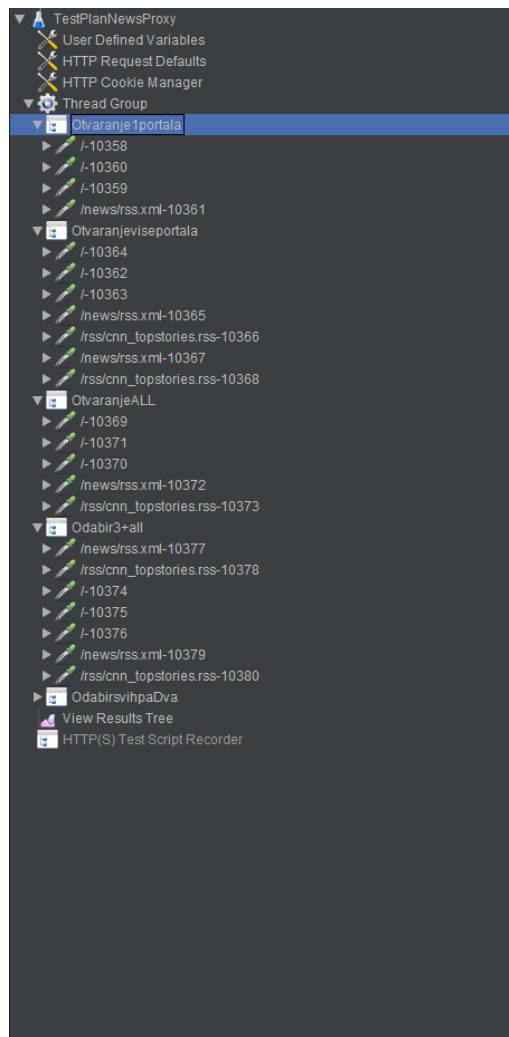 TestPlanNewsProxy
User Defined Variables
HTTP Request Defaults
HTTP Cookie Manager
Thread Group
Otvaranje1portala
/-10358
/-10360
/-10359
/news/rss.xml-10361
Otvaranjeviseportala
/-10364
/-10362
/-10363
/news/rss.xml-10365
/rss/cnn_topstories.rss-10366
/news/rss.xml-10367
/rss/cnn_topstories.rss-10368
OtvaranjeALL
/-10369
/-10371
/-10370
/news/rss.xml-10372
/rss/cnn_topstories.rss-10373
Odabir3+all
/news/rss.xml-10377
/rss/cnn_topstories.rss-10378
/-10374
/-10375
/-10376
/news/rss.xml-10379
/rss/cnn_topstories.rss-10380
OdabirsvihpaDva
View Results Tree
HTTP(S) Test Script Recorder